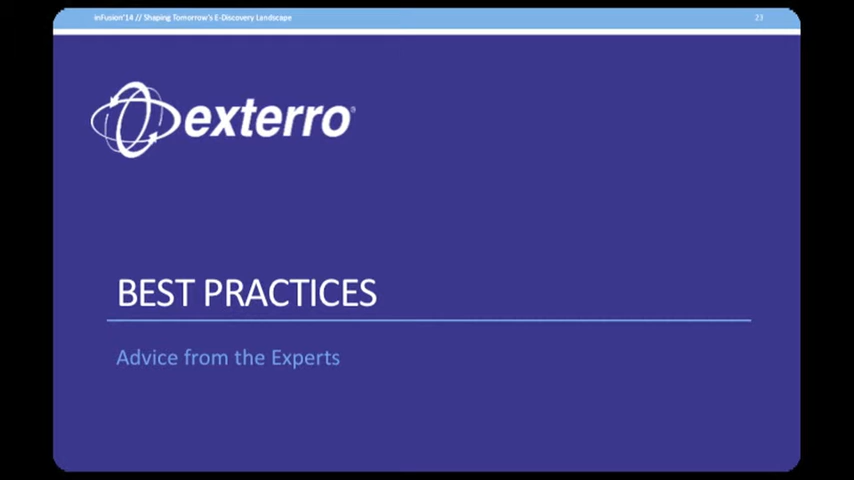 inFusion'14 // Shaping Tomorrow's E-Discovery Landscape
23
exterro®
BEST PRACTICES
Advice from the Experts